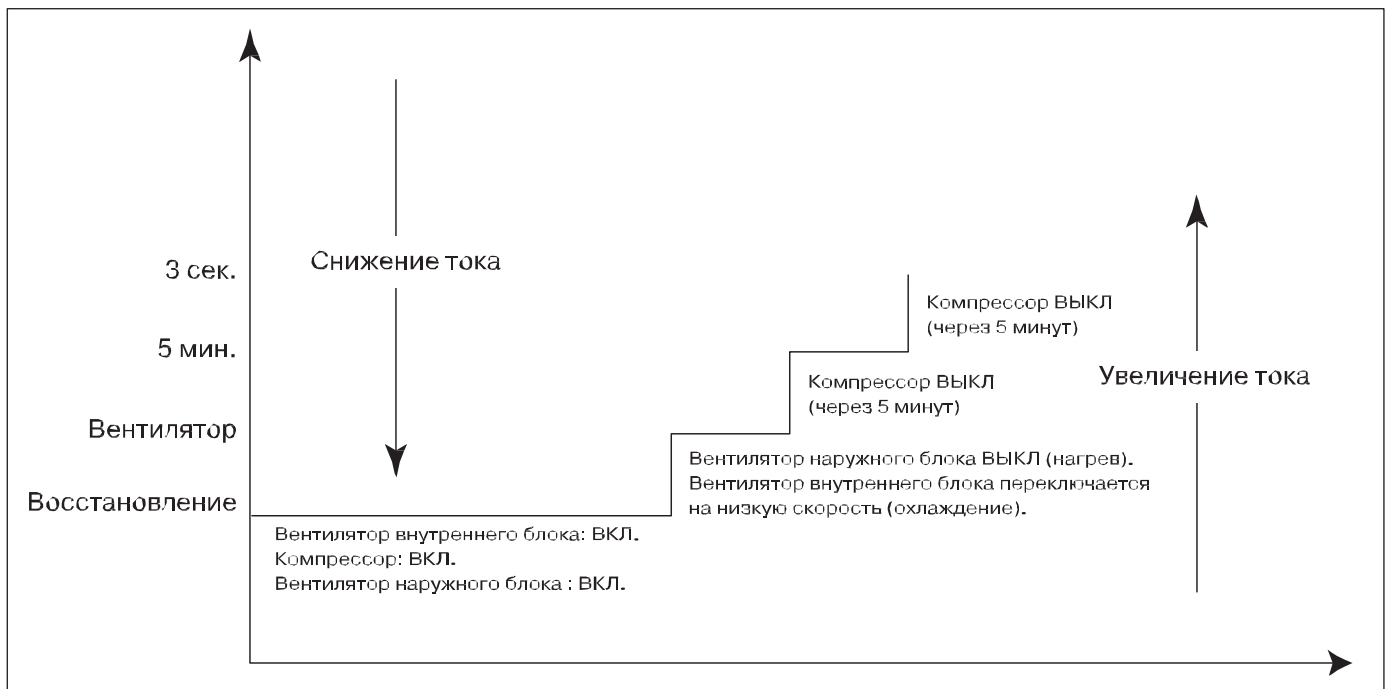 Снижение тока
3 сек.
Компрессор ВЫКЛ
(через 5 минут)
5 мин.
Увеличение тока
Компрессор ВЫКЛ
(через 5 минут)
Вентилятор
Вентилятор наружного блока ВЫКЛ (нагрев).
Вентилятор внутреннего блока переключается
на низкую скорость (охлаждение).
Восстановление
Вентилятор внутреннего блока: ВКЛ.
Компрессор: ВКЛ.
Вентилятор наружного блока : ВКЛ.